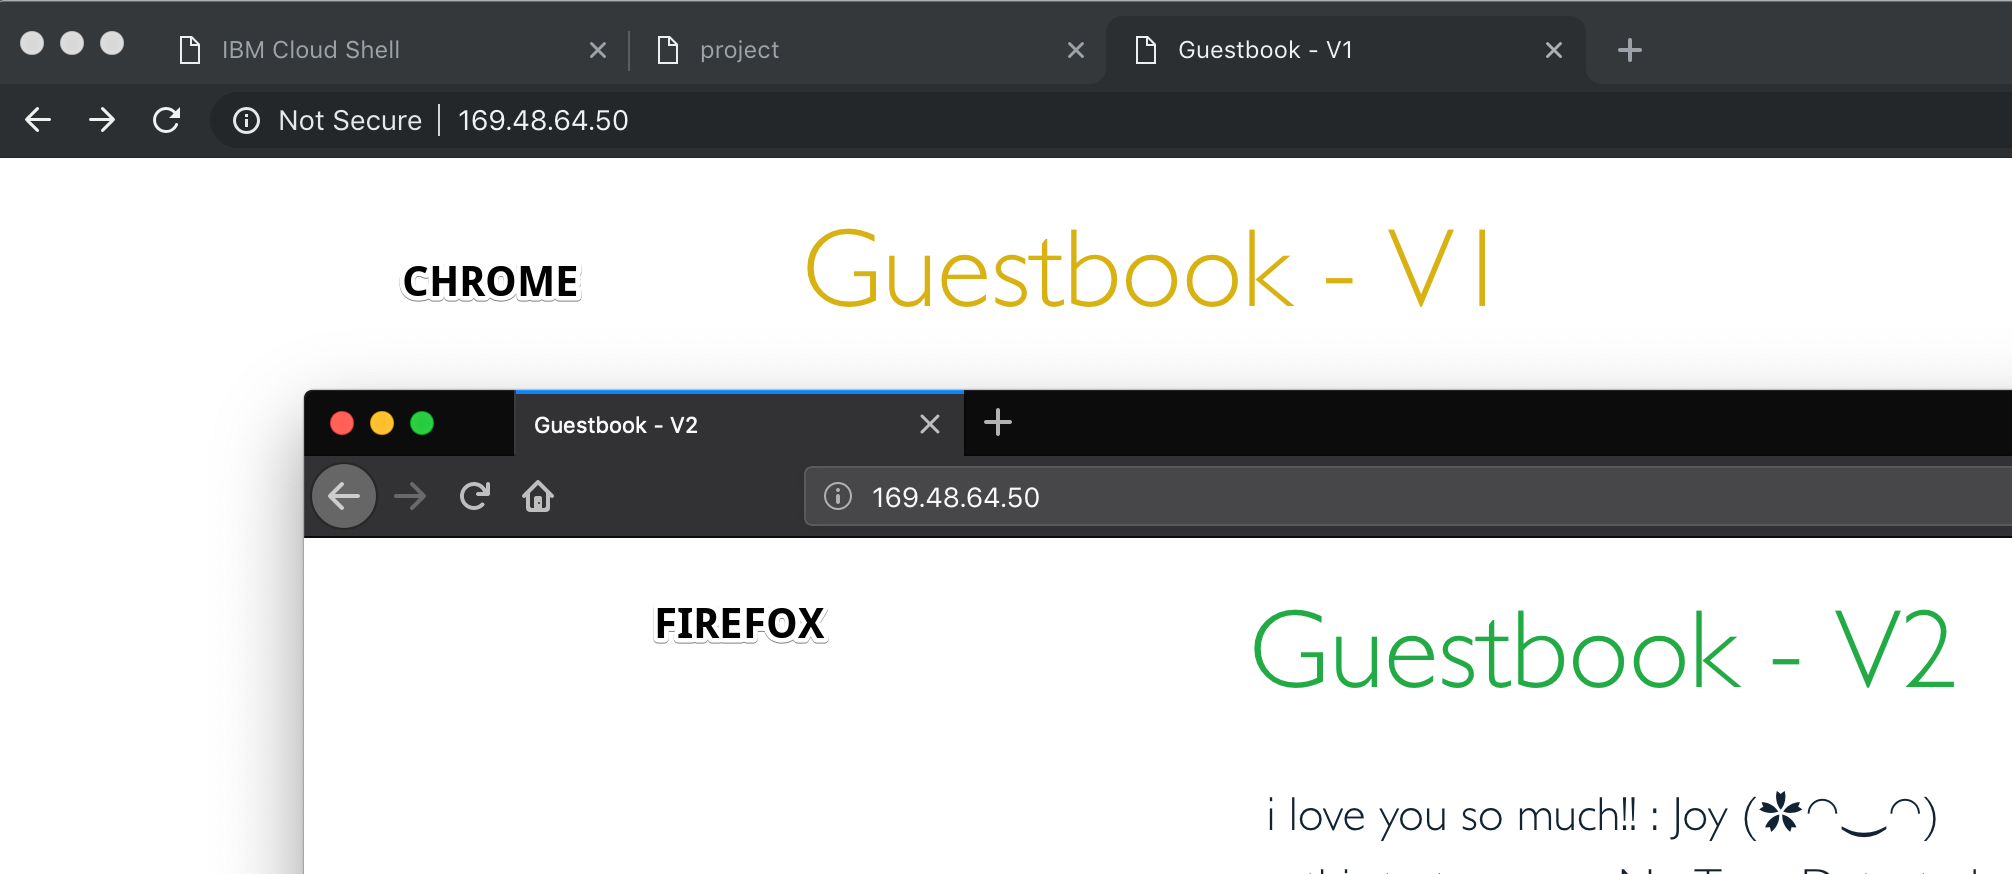 IBM Cloud Shell
project
Guestbook - V1
Not Secure | 169.48.64.50
CHROME
Guestbook - V1
Guestbook - V2
169.48.64.50
FIREFOX
Guestbook - V2
i love you so much!! : Joy (✿◠‿◠)